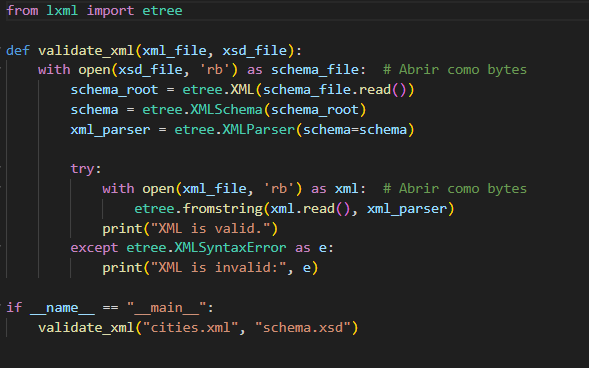 from lxml import etree
def validate_xml(xml_file, xsd_file):
    with open(xsd_file, 'rb') as schema_file:  # Abrir como bytes
        schema_root = etree.XML(schema_file.read())
        schema = etree.XMLSchema(schema_root)
        xml_parser = etree.XMLParser(schema=schema)
        try:
            with open(xml_file, 'rb') as xml:  # Abrir como bytes
                etree.fromstring(xml.read(), xml_parser)
            print("XML is valid.")
        except etree.XMLSyntaxError as e:
            print("XML is invalid:", e)
if __name__ == "__main__":
    validate_xml("cities.xml", "schema.xsd")